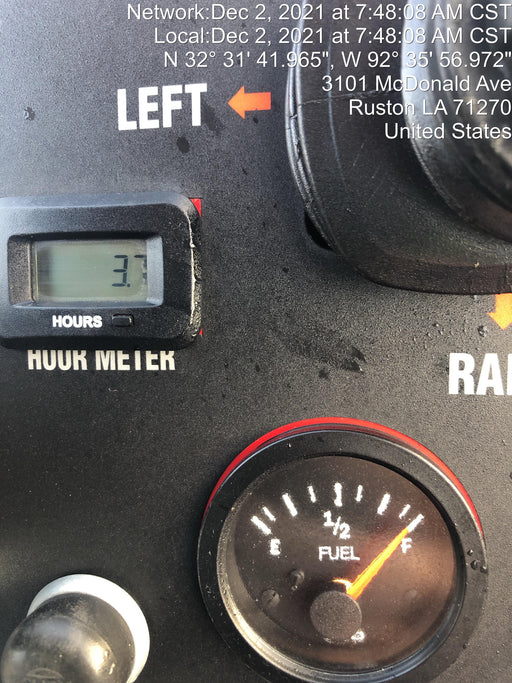 Network:Dec 2, 2021 at 7:48:08 AM CST
Local:Dec 2, 2021 at 7:48:08 AM CST
N 32° 31' 41.965", W 92° 35' 56.972"
3101 McDonald Ave
Ruston LA 71270
United States
LEFT
3.7
HOURS
HOUR METER
RAI
1/2
E
F
FUEL